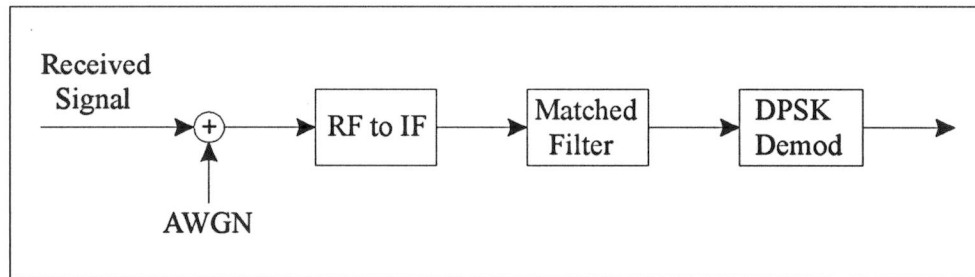 Received
Signal
RF to IF
Matched
Filter
DPSK
Demod
+
AWGN